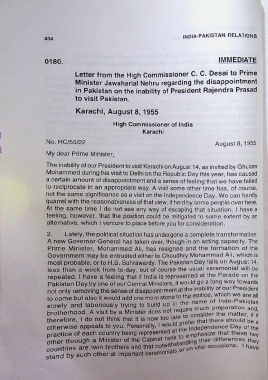 434
INDIA-PAKISTAN RELATIONS
0180.
IMMEDIATE
Letter from the High Commissioner C. C. Desai to Prime
Minister Jawaharlal Nehru regarding the disappointment
in Pakistan on the inability of President Rajendra Prasad
to visit Pakistan.
Karachi, August 8, 1955
High Commissioner of India
Karachi
No. HC/55/22
August 8, 1955
My dear Prime Minister,
The inability of our President to visit Karachi on August 14, as invited by Ghulam
Mohammed during his visit to Delhi on the Republic Day this year, has caused
a certain amount of disappointment and a sense of feeling that we have failed
to reciprocate in an appropriate way. A visit some other time has, of course,
not the same significance as a visit on the Independence Day. We can hardly
quarrel with the reasonableness of that view, if held by some people over here.
At the same time I do not see any way of escaping that situation. I have a
feeling, however, that the position could be mitigated to some extent by an
alternative, which I venture to place before you for consideration.
2. Lately, the political situation has undergone a complete transformation.
A new Governor-General has taken over, though in an acting capacity. The
Prime Minister, Mohammed Ali, has resigned and the formation of the
Government may be entrusted either to Choudhry Mohammad Ali, which is
most probable, or to H.S. Suhrawardy. The Pakistan Day falls on August 14,
less than a week from to-day, but of course the usual ceremonial will be
repeated. I have a feeling that if India is represented at the Parade on the
Pakistan Day by one of our Central Ministers, it would go a long way towards
not only removing the sense of disappointment at the inability of our President
to come but also it would add one more stone to the edifice, which we are all
slowly and laboriously trying to build up in the name of Indo-Pakistan
brotherhood. A visit by a Minister does not require much preparation and,
therefore, I do not think that it is now too late to consider the matter, if it
otherwise appeals to you. Personally, I would prefer that there should be a
practice of each country being represented at the Independence Day of the
other through a Minister of the Cabinet rank to emphasise that these two
countries are twin brothers and that notwithstanding their differences they
stand by such other at important ceremonials or on vital occasions. I have